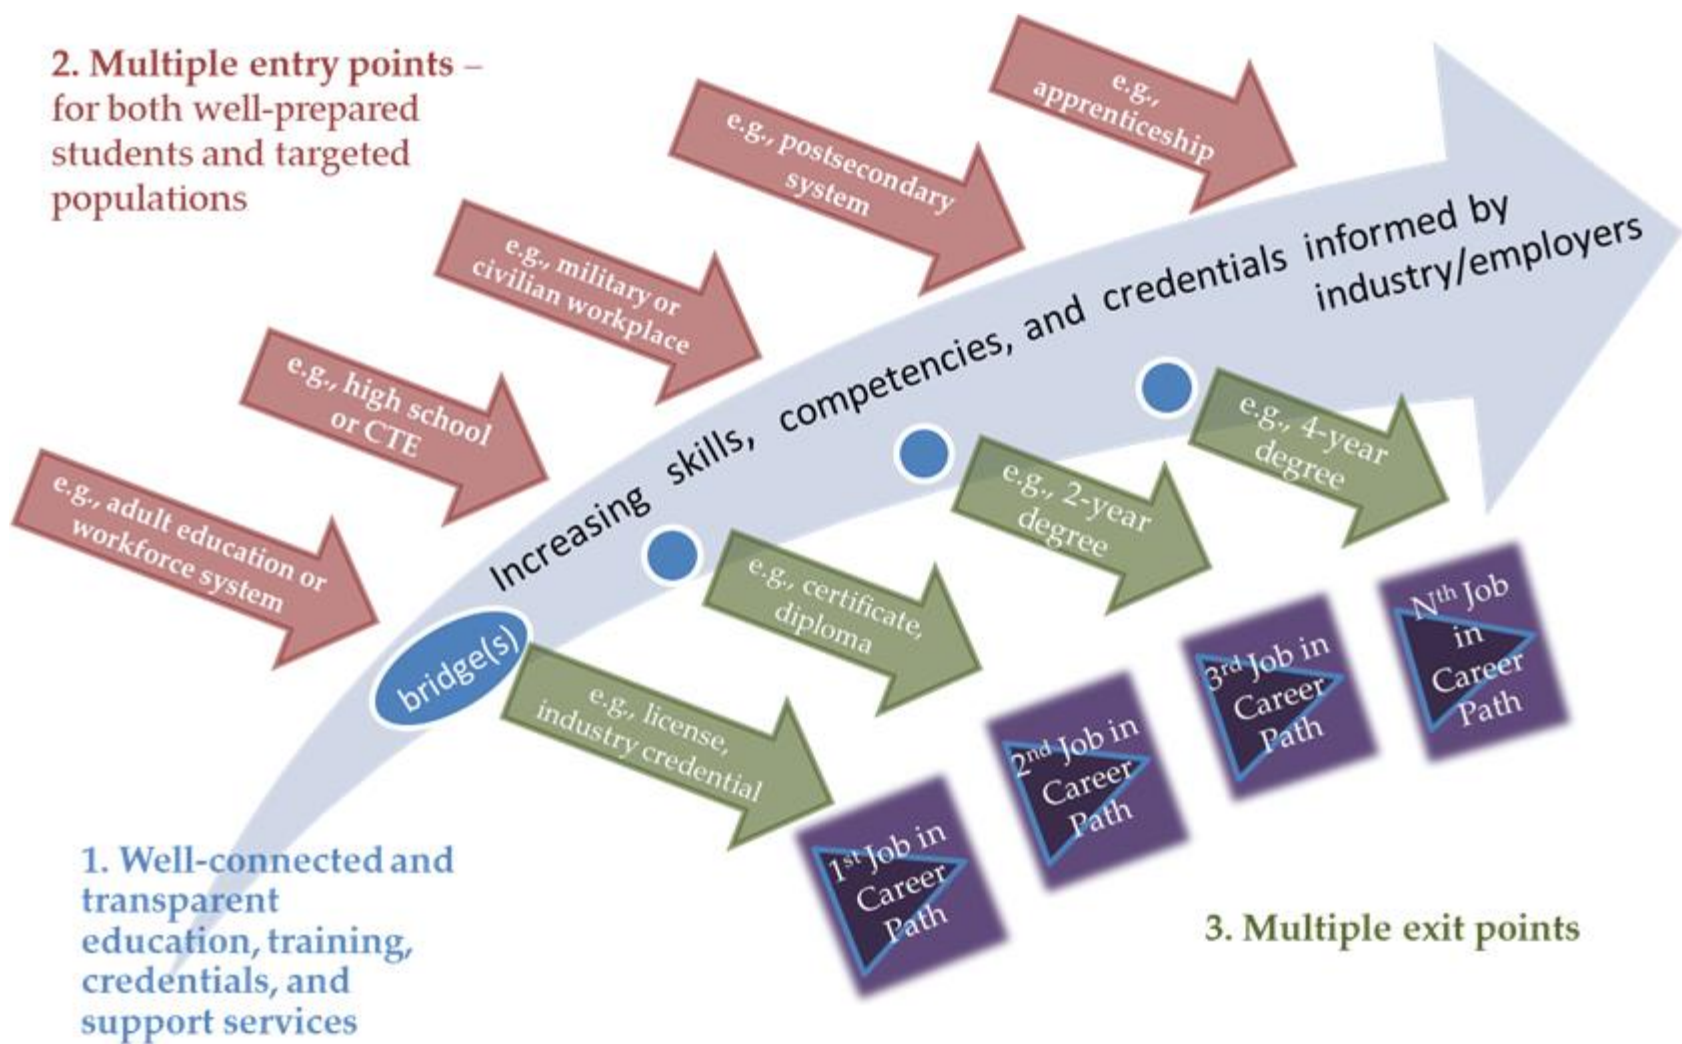 2. Multiple entry points –
for both well-prepared
students and targeted
populations
e.g.,
apprenticeship
e.g., postsecondary
system
e.g., military or
civilian workplace
e.g., high school
or CTE
e.g., adult education or
workforce system
Increasing skills, competencies, and credentials informed by
industry/employers
bridge(s)
e.g., license,
industry credential
e.g., certificate,
diploma
e.g., 2-year
degree
e.g., 4-year
degree
1st Job in
Career
Path
2nd Job in
Career
Path
3rd Job in
Career
Path
Nth Job
in
Career
Path
1. Well-connected and
transparent
education, training,
credentials, and
support services
3. Multiple exit points